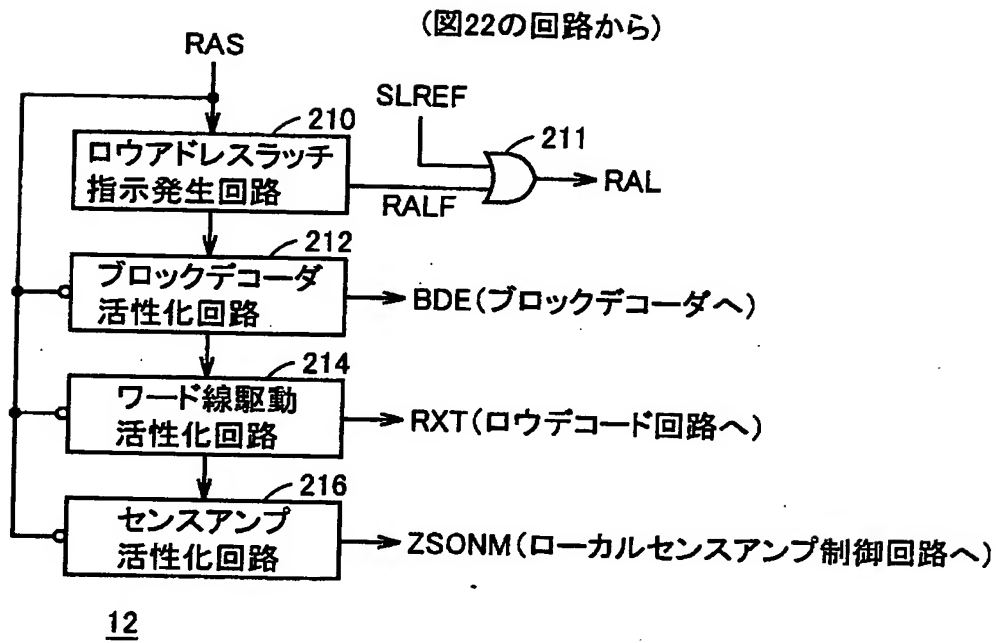 (図22の回路から)
RAS
SLREF
210
211
ロウアドレスラッチ
指示発生回路
RAL
RALF
212
ブロックデコーダ
活性化回路
BDE(ブロックデコーダへ)
214
ワード線駆動
活性化回路
RXT(ロウデコード回路へ)
216
センスアンプ
活性化回路
ZSONM(ローカルセンスアンプ制御回路へ)
12